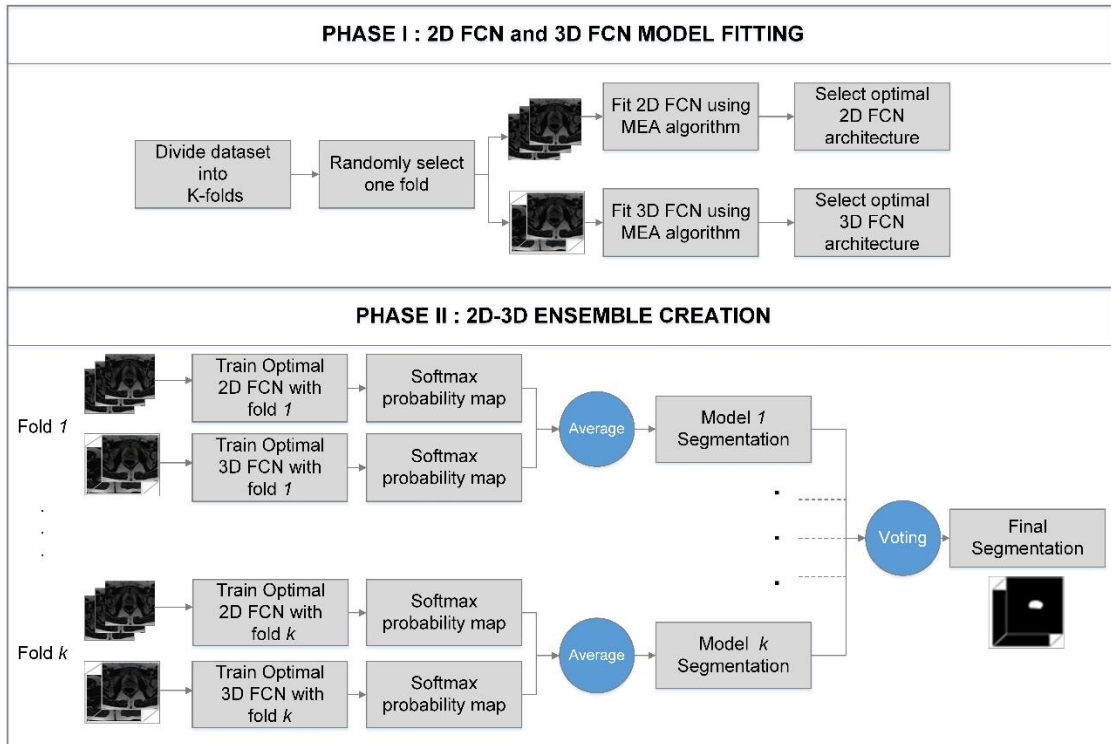 PHASE I : 2D FCN and 3D FCN MODEL FITTING
Divide dataset
into
K-folds
Randomly select
one fold
Fit 2D FCN using
MEA algorithm
Select optimal
2D FCN
architecture
Fit 3D FCN using
MEA algorithm
Select optimal
3D FCN
architecture
PHASE II : 2D-3D ENSEMBLE CREATION
Fold 1
Train Optimal
2D FCN with
fold 1
Softmax
probability map
Train Optimal
3D FCN with
fold 1
Softmax
probability map
Average
Model 1
Segmentation
Fold k
Train Optimal
2D FCN with
fold k
Softmax
probability map
Train Optimal
3D FCN with
fold k
Softmax
probability map
Average
Model k
Segmentation
Voting
Final
Segmentation